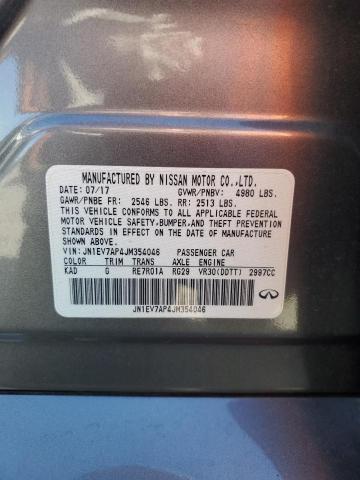 MANUFACTURED BY NISSAN MOTOR CO.,LTD.
DATE: 07/17 GVWR/PNBV: 4980 LBS.
GAWR/PNBE FR: 2546 LBS. RR: 2513 LBS.
THIS VEHICLE CONFORMS TO ALL APPLICABLE FEDERAL
MOTOR VEHICLE SAFETY,BUMPER,AND THEFT PREVENTION
STANDARDS IN EFFECT ON THE DATE OF MANUFACTURE
SHOWN ABOVE.
VIN: JN1EV7AP4JM354046 PASSENGER CAR
COLOR TRIM TRANS AXLE ENGINE
KAD G RE7R01A RG29 VR30(DDTT) 2997CC
JN1EV7AP4JM354046